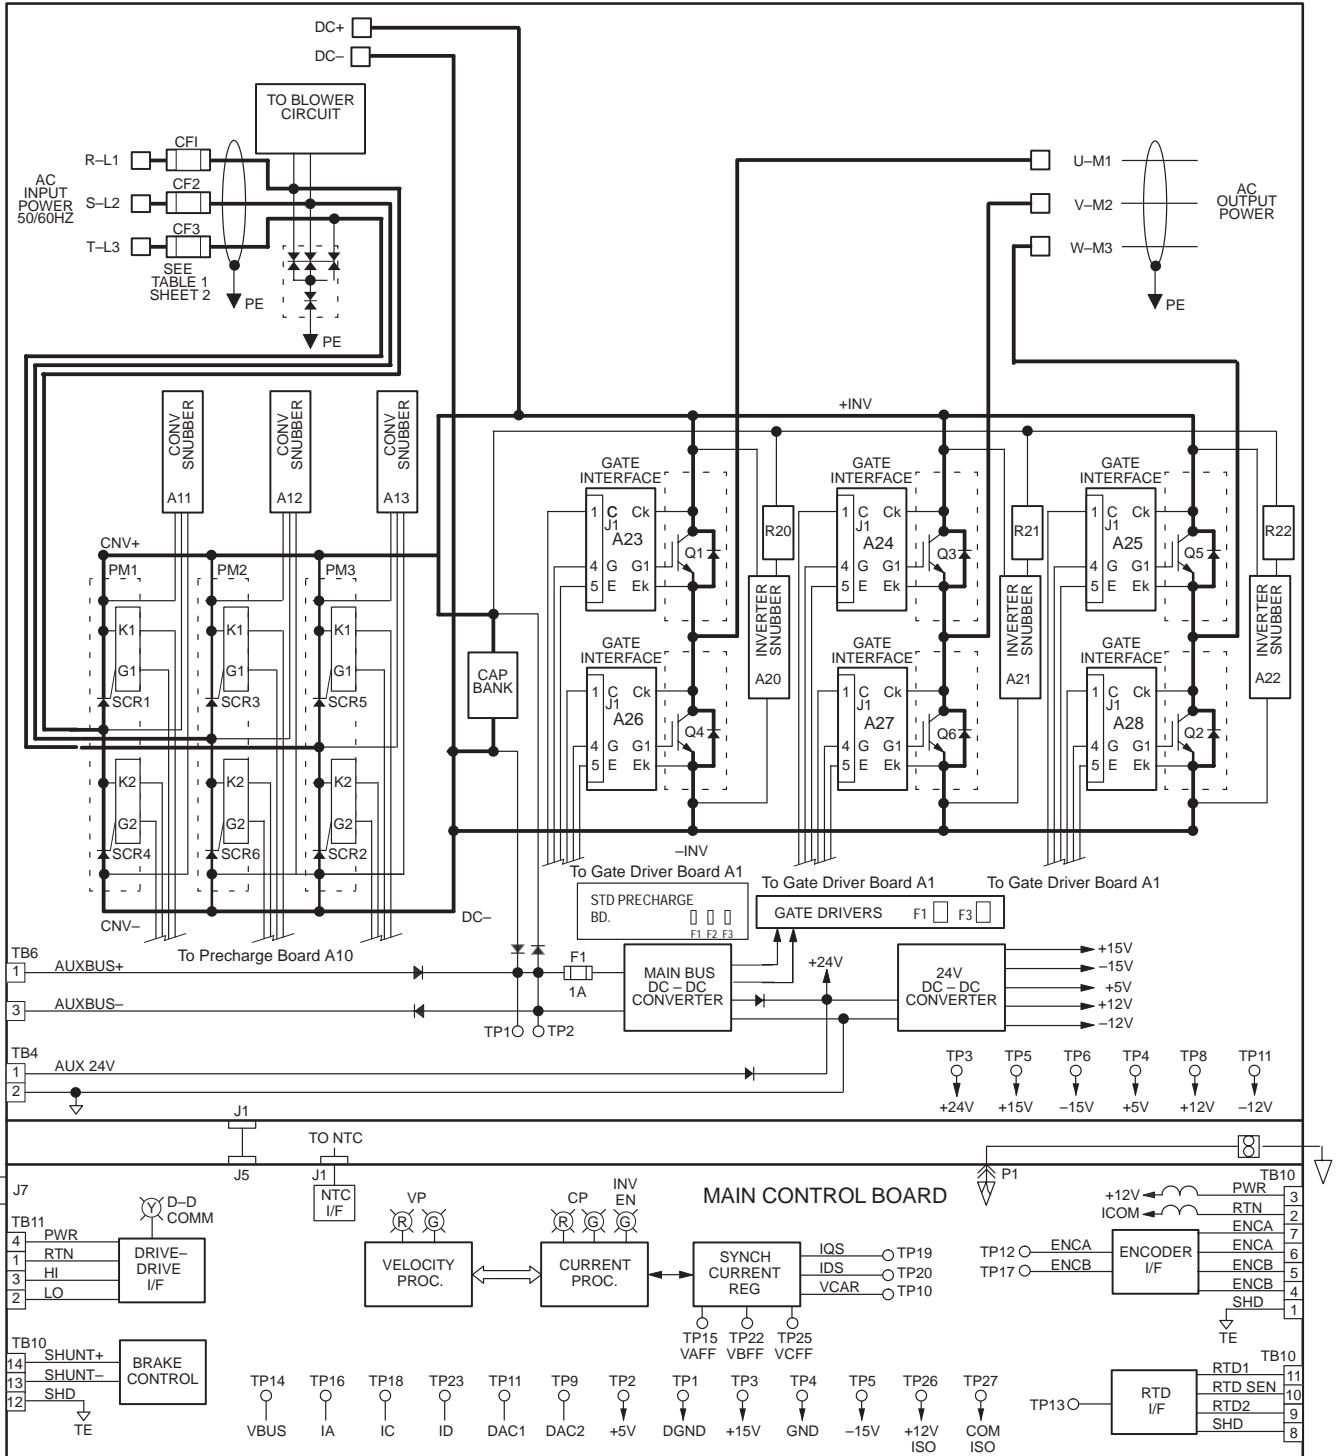 DC+
DC–
TO BLOWER
CIRCUIT
AC
INPUT
POWER
50/60HZ
R–L1
CF1
S–L2
CF2
T–L3
CF3
SEE
TABLE 1
SHEET 2
PE
PE
U–M1
V–M2
W–M3
AC
OUTPUT
POWER
PE
CONV
SNUBBER
A11
CONV
SNUBBER
A12
CONV
SNUBBER
A13
CNV+
PM1
PM2
PM3
K1
G1
SCR1
K1
G1
SCR3
K1
G1
SCR5
K2
G2
SCR4
K2
G2
SCR6
K2
G2
SCR2
CNV–
DC–
To Precharge Board A10
CAP
BANK
+INV
GATE
INTERFACE
1 C Ck
J1
A23
4 G G1
5 E Ek
Q1
R20
INVERTER
SNUBBER
A20
GATE
INTERFACE
1 C Ck
J1
A26
4 G G1
5 E Ek
Q4
GATE
INTERFACE
1 C Ck
J1
A24
4 G G1
5 E Ek
Q3
R21
INVERTER
SNUBBER
A21
GATE
INTERFACE
1 C Ck
J1
A27
4 G G1
5 E Ek
Q6
GATE
INTERFACE
1 C Ck
J1
A25
4 G G1
5 E Ek
Q5
R22
INVERTER
SNUBBER
A22
GATE
INTERFACE
1 C Ck
J1
A28
4 G G1
5 E Ek
Q2
–INV
To Gate Driver Board A1
To Gate Driver Board A1
To Gate Driver Board A1
STD PRECHARGE
BD.
F1 F2 F3
GATE DRIVERS
F1
F3
TB6
1
AUXBUS+
3
AUXBUS–
F1
1A
TP1
TP2
MAIN BUS
DC – DC
CONVERTER
+24V
24V
DC – DC
CONVERTER
+15V
–15V
+5V
+12V
–12V
TB4
1
AUX 24V
2
TP3
+24V
TP5
+15V
TP6
–15V
TP4
+5V
TP8
+12V
TP11
–12V
J1
J5
TO NTC
J1
NTC
I/F
P1
8
MAIN CONTROL BOARD
J7
D–D
COMM
Y
TB11
4 PWR
1 RTN
3 HI
2 LO
DRIVE–
DRIVE
I/F
VP
R G
VELOCITY
PROC.
CP
INV
EN
R G G
CURRENT
PROC.
SYNCH
CURRENT
REG
IQS TP19
IDS TP20
VCAR TP10
TP15
VAFF
TP22
VBFF
TP25
VCFF
TB10
+12V PWR 3
ICOM RTN 2
ENCA 7
TP12 ENCA
TP17 ENCB
ENCODER
I/F
ENCA 6
ENCB 5
ENCB 4
SHD 1
TE
TB10
14 SHUNT+
13 SHUNT–
12 SHD
TE
BRAKE
CONTROL
TP14
VBUS
TP16
IA
TP18
IC
TP23
ID
TP11
DAC1
TP9
DAC2
TP2
+5V
TP1
DGND
TP3
+15V
TP4
GND
TP5
–15V
TP26
+12V
ISO
TP27
COM
ISO
TP13
RTD
I/F
TB10
RTD1 11
RTD SEN 10
RTD2 9
SHD 8